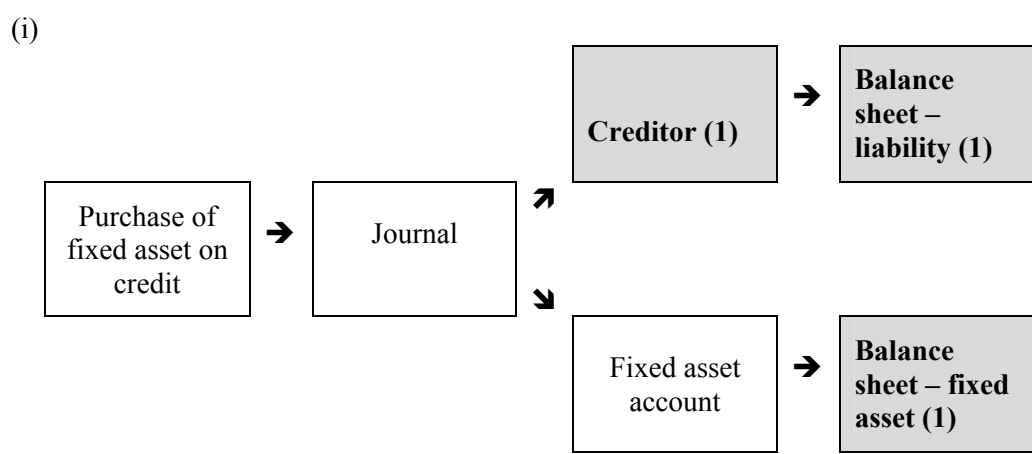 (i)
Creditor (1)
Balance
sheet –
liability (1)
Purchase of
fixed asset on
credit
Journal
Fixed asset
account
Balance
sheet – fixed
asset (1)